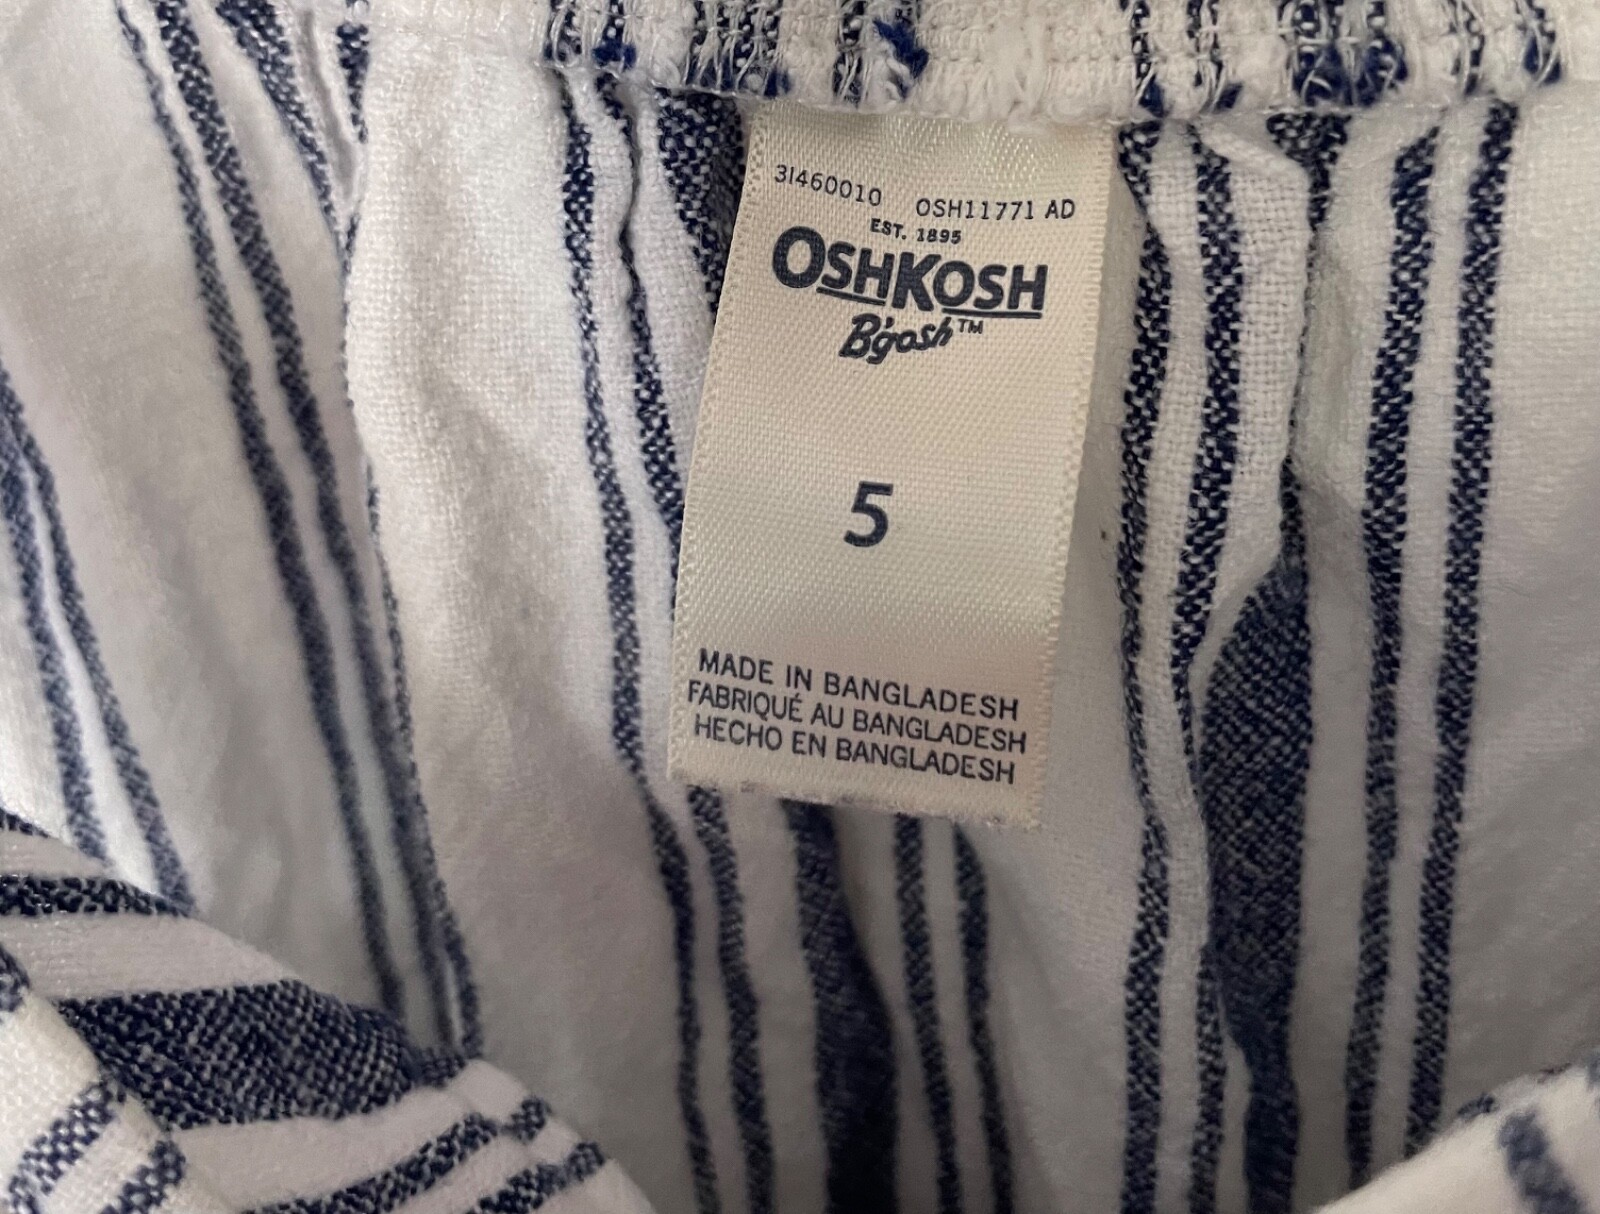 31460010 OSH11771 AD
EST. 1895
OSHKOSH
B'gosh™
5
MADE IN BANGLADESH
FABRIQUÉ AU BANGLADESH
HECHO EN BANGLADESH